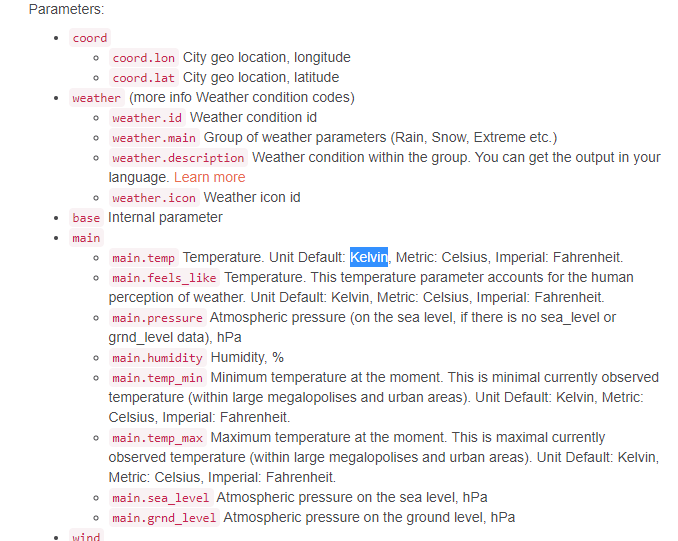 Parameters:
coord
coord.lon City geo location, longitude
coord.lat City geo location, latitude
weather (more info Weather condition codes)
weather.id Weather condition id
weather.main Group of weather parameters (Rain, Snow, Extreme etc.)
weather.description Weather condition within the group. You can get the output in your
language. Learn more
weather.icon Weather icon id
base Internal parameter
main
main.temp Temperature. Unit Default: Kelvin, Metric: Celsius, Imperial: Fahrenheit.
main.feels_like Temperature. This temperature parameter accounts for the human
perception of weather. Unit Default: Kelvin, Metric: Celsius, Imperial: Fahrenheit.
main.pressure Atmospheric pressure (on the sea level, if there is no sea_level or
grnd_level data), hPa
main.humidity Humidity, %
main.temp_min Minimum temperature at the moment. This is minimal currently observed
temperature (within large megalopolises and urban areas). Unit Default: Kelvin, Metric:
Celsius, Imperial: Fahrenheit.
main.temp_max Maximum temperature at the moment. This is maximal currently
observed temperature (within large megalopolises and urban areas). Unit Default: Kelvin,
Metric: Celsius, Imperial: Fahrenheit.
main.sea_level Atmospheric pressure on the sea level, hPa
main.grnd_level Atmospheric pressure on the ground level, hPa
wind